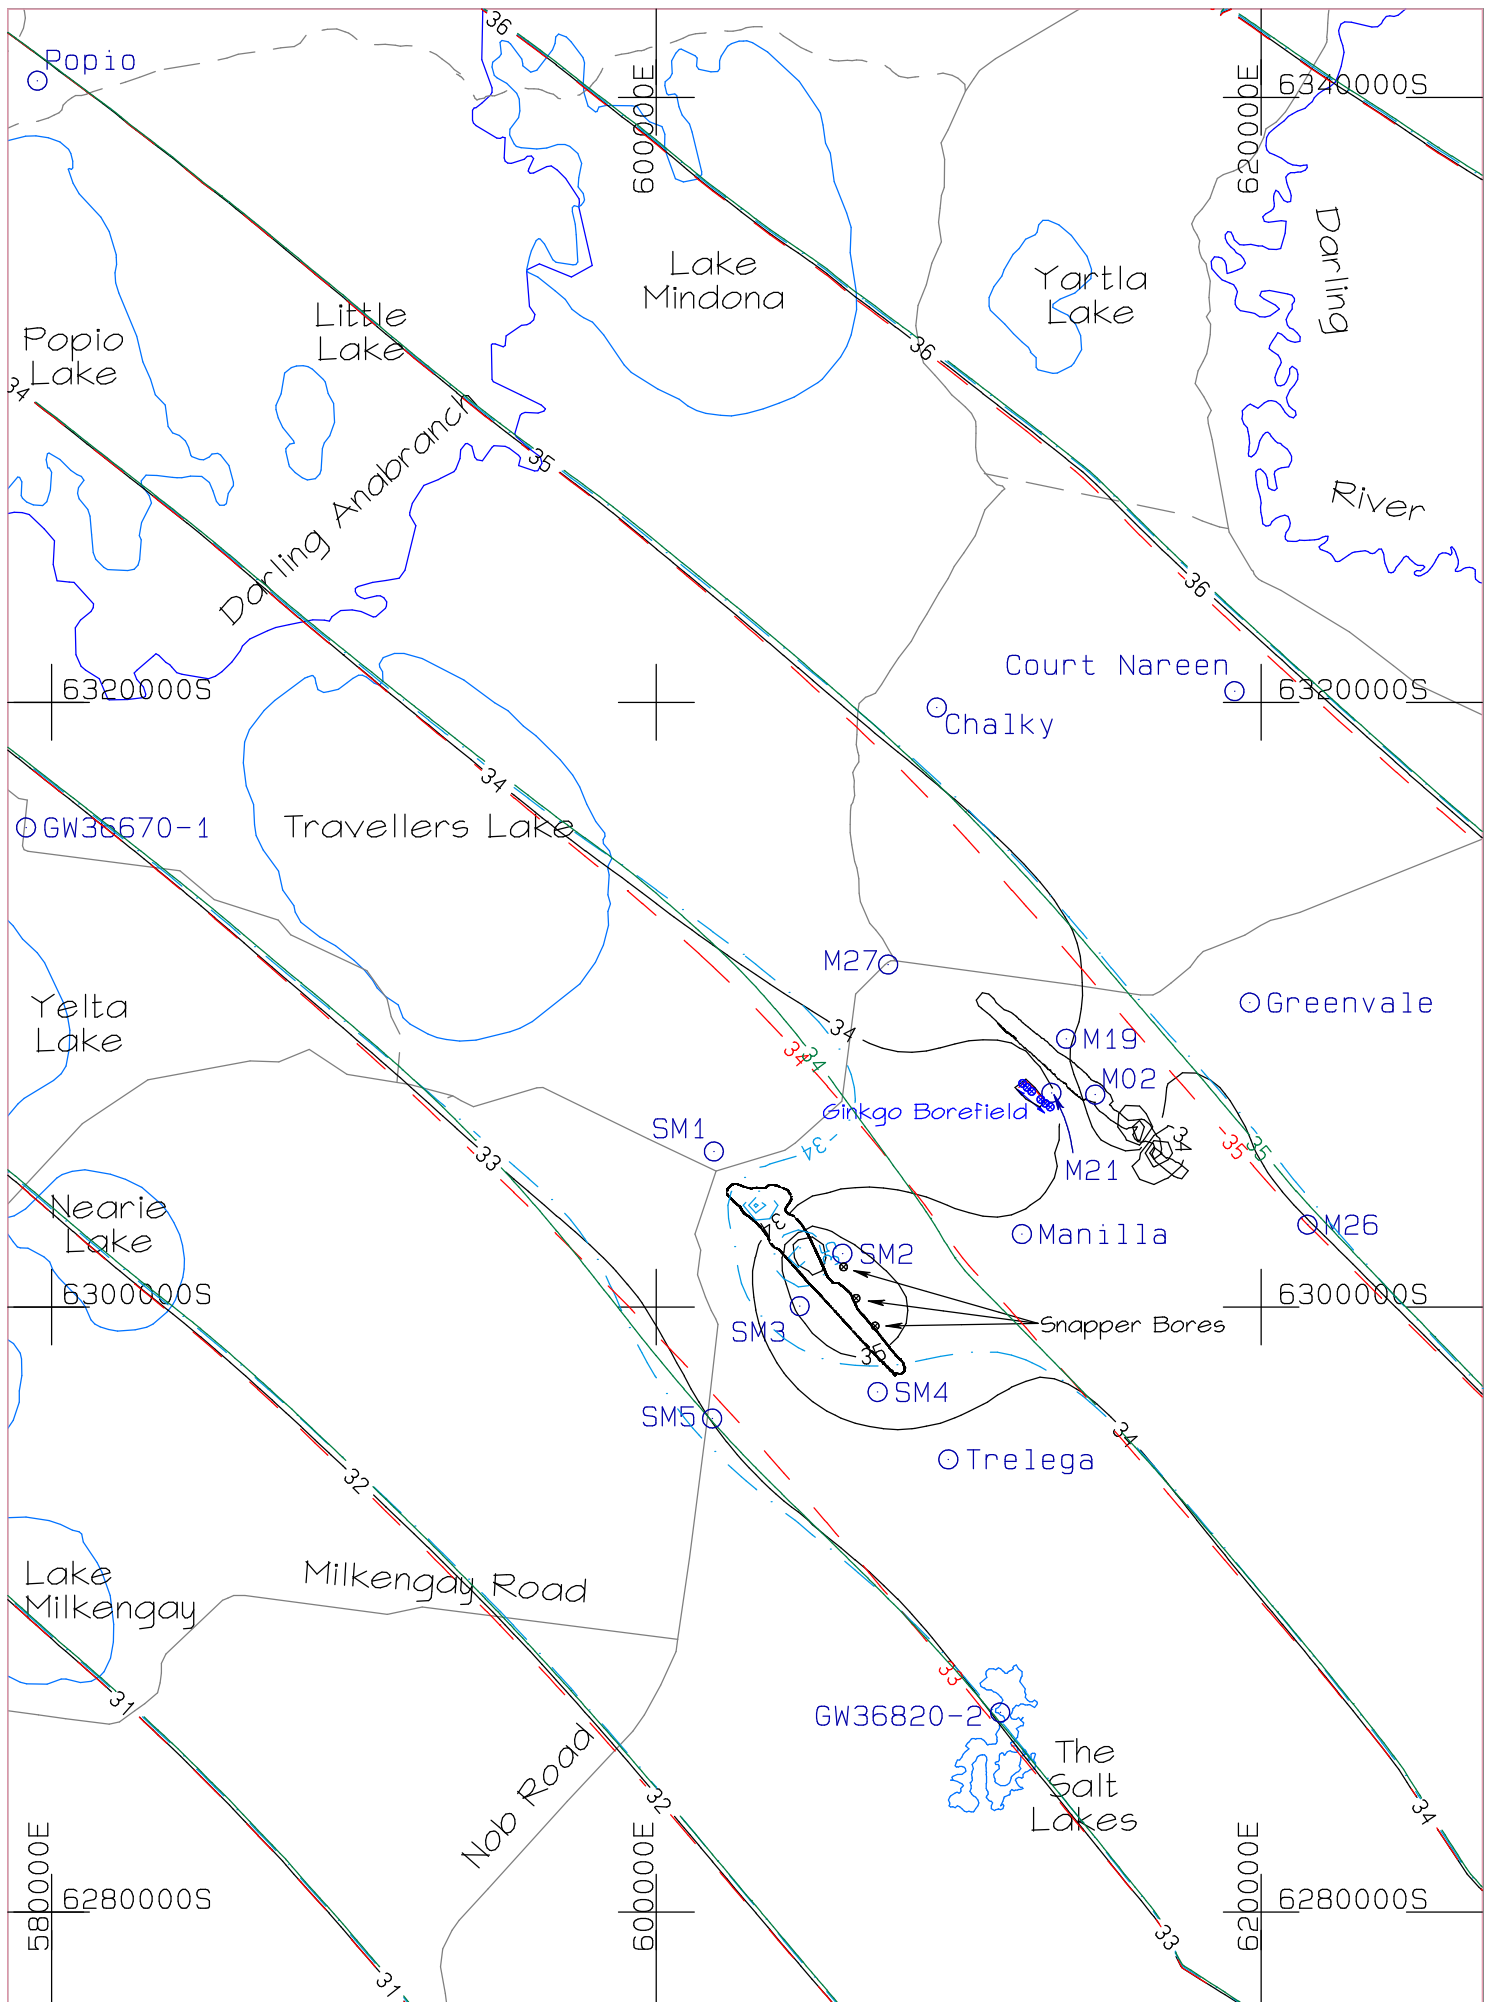 36
Popio
600000E
620000E
6340000S
Darling
Lake
Mindona
Yartla
Lake
Little
Lake
Popio
Lake
36
34
Darling Anabranch
35
River
36
Court Nareen
6320000S
6320000S
Chalky
34
GW36670-1
Travellers Lake
M27
Yelta
Lake
Greenvale
34
34
34
M19
M02
Ginkgo Borefield
SM1
34
34
35
35
33
M21
Nearie
Lake
34
M26
Manilla
35
SM2
6300000S
6300000S
SM3
Snapper Bores
35
SM4
SM5
34
Trelega
32
Lake
Milkengay
Milkengay Road
33
31
GW36820-2
The
Salt
Lakes
Nob Road
32
34
580000E
6280000S
600000E
620000E
6280000S
33
31